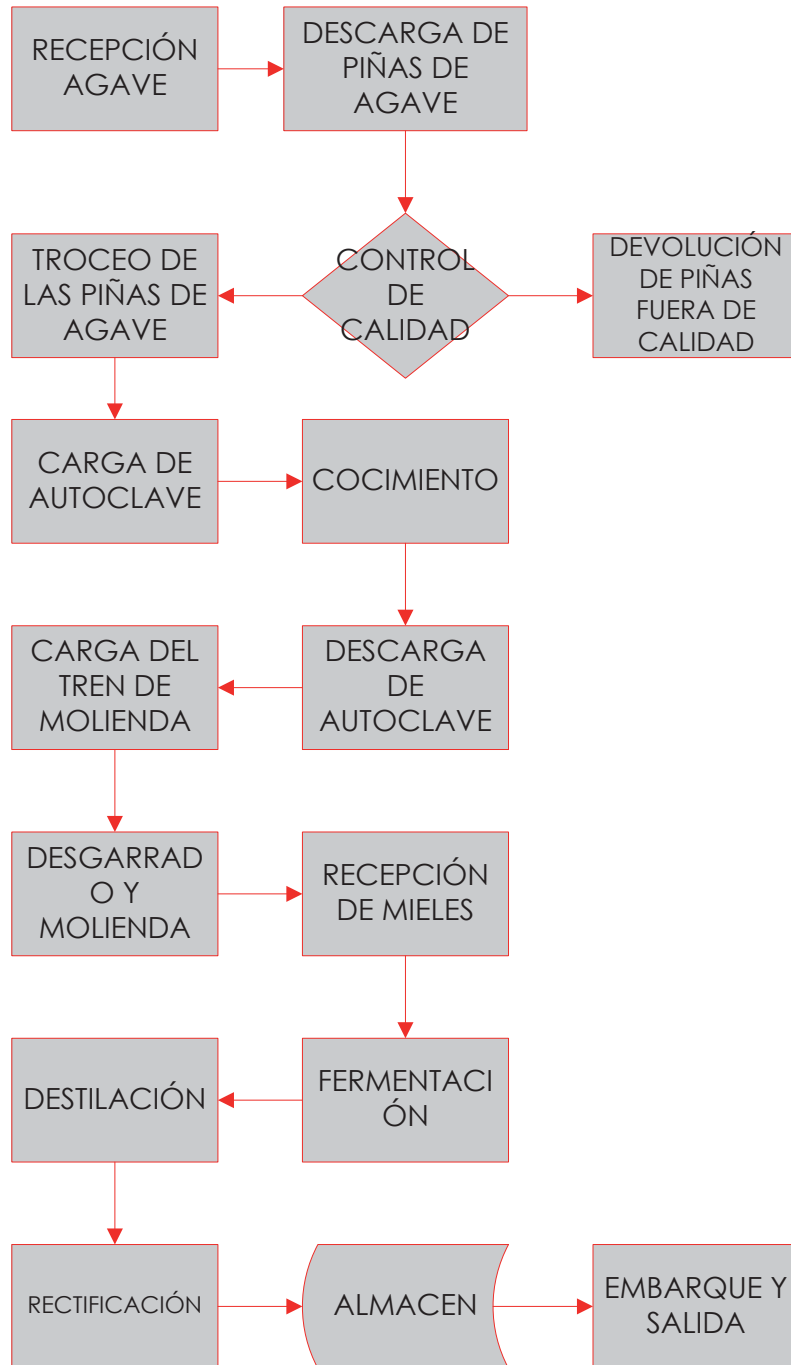 RECEPCIÓN
AGAVE
DESCARGA DE
PIÑAS DE
AGAVE
CONTROL
DE
CALIDAD
TROCEO DE
LAS PIÑAS DE
AGAVE
DEVOLUCIÓN
DE PIÑAS
FUERA DE
CALIDAD
CARGA DE
AUTOCLAVE
COCIMIENTO
DESCARGA
DE
AUTOCLAVE
CARGA DEL
TREN DE
MOLIENDA
DESGARRAD
O Y
MOLIENDA
RECEPCIÓN
DE MIELES
FERMENTACI
ÓN
DESTILACIÓN
RECTIFICACIÓN
ALMACEN
EMBARQUE Y
SALIDA